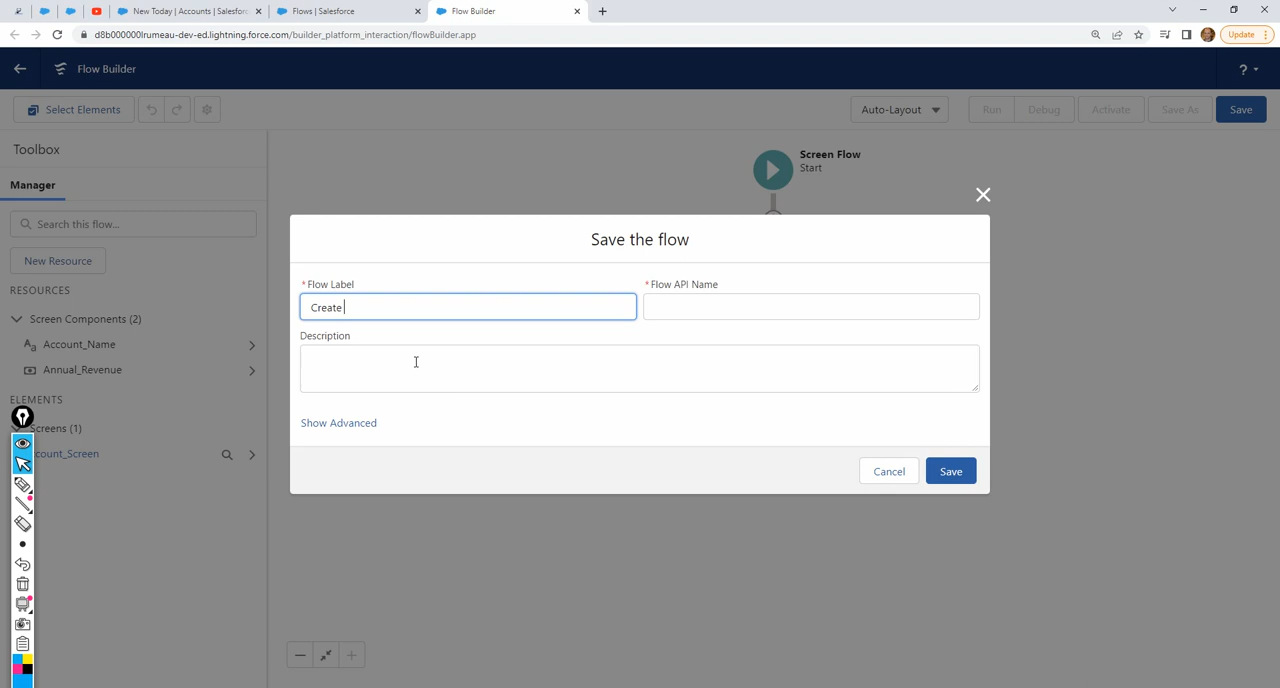 New Today | Accounts | Salesforc
Flows | Salesforce
Flow Builder
d8b000000lrumeau-dev-ed.lightning.force.com/builder_platform_interaction/flowBuilder.app
Update
Flow Builder
?
Select Elements
Auto-Layout
Run
Debug
Activate
Save As
Save
Toolbox
Manager
Search this flow...
New Resource
RESOURCES
Screen Components (2)
Account_Name
Annual_Revenue
ELEMENTS
Screens (1)
count_Screen
Screen Flow
Start
Save the flow
* Flow Label
* Flow API Name
Create
Description
Show Advanced
Cancel
Save